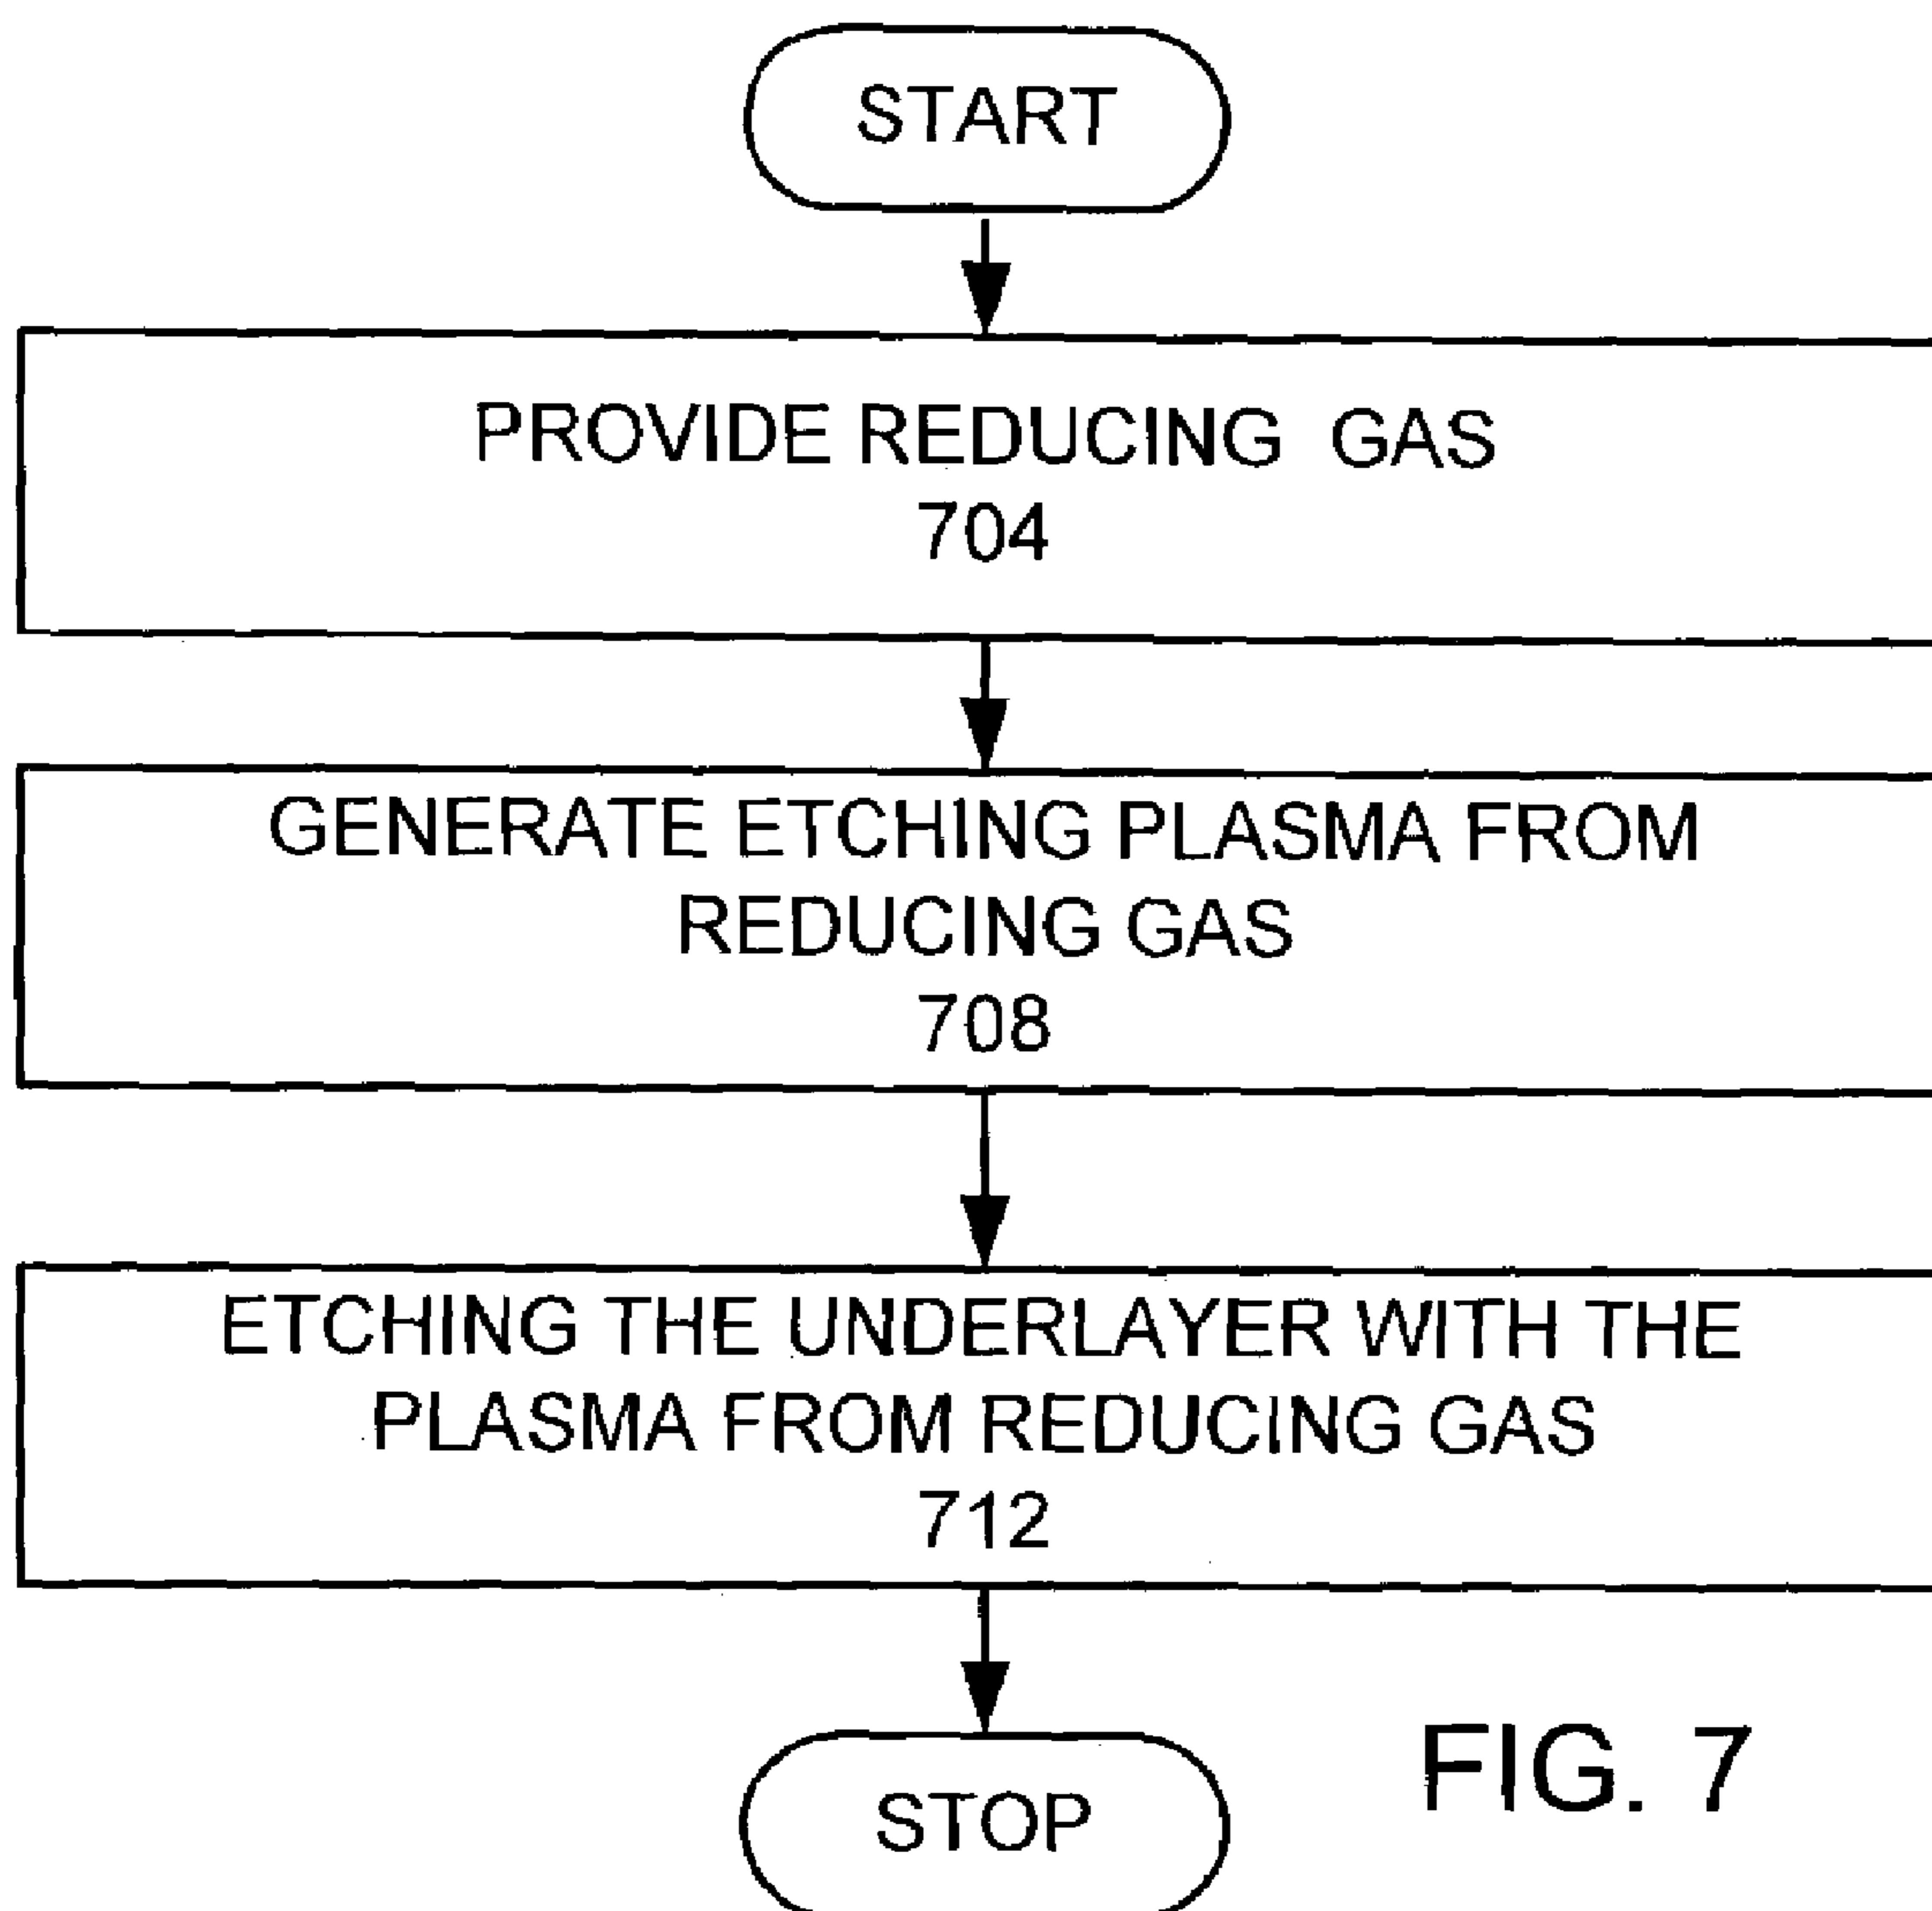 START
PROVIDE REDUCING GAS
704
GENERATE ETCHING PLASMA FROM
REDUCING GAS
708
ETCHING THE UNDERLAYER WITH THE
PLASMA FROM REDUCING GAS
712
STOP
FIG. 7